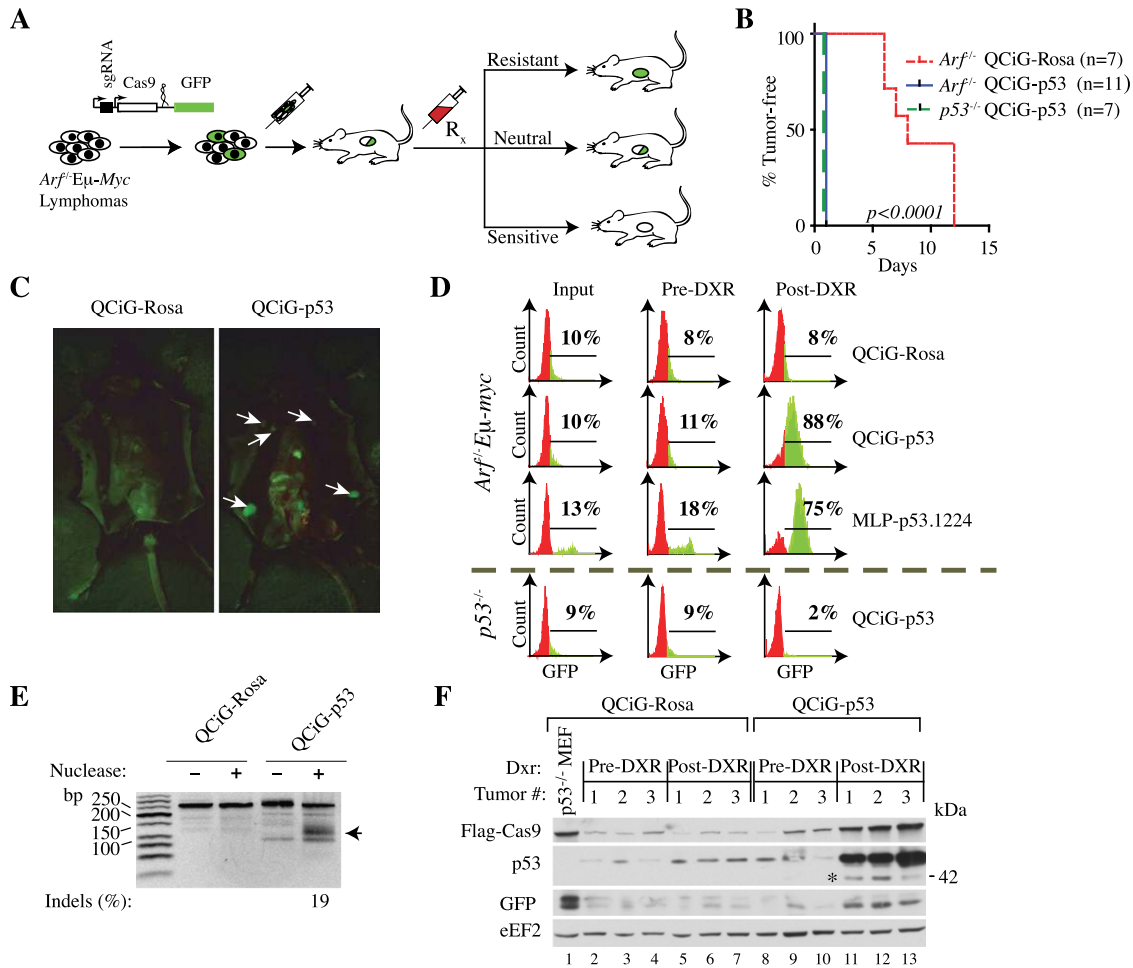 A
sgRNA
Cas9
GFP
Arf-/-Eμ-Myc
Lymphomas
Rx
Resistant
Neutral
Sensitive
B
% Tumor-free
100
50
0
0 5 10 15
Days
p<0.0001
Arf-/- QCiG-Rosa (n=7)
Arf-/- QCiG-p53 (n=11)
p53-/- QCiG-p53 (n=7)
C
QCiG-Rosa QCiG-p53
D
Input Pre-DXR Post-DXR
Arf-/-Eμ-myc
Count 10% 8% 8% QCiG-Rosa
Count 10% 11% 88% QCiG-p53
Count 13% 18% 75% MLP-p53.1224
p53-/-
Count 9% 9% 2% QCiG-p53
GFP GFP GFP
E
QCiG-Rosa QCiG-p53
Nuclease: – + – +
bp
250
200
150
100
Indels (%): 19
F
QCiG-Rosa QCiG-p53
p53-/- MEF
Dxr: Pre-DXR Post-DXR Pre-DXR Post-DXR
Tumor #: 1 2 3 1 2 3 1 2 3 1 2 3 kDa
Flag-Cas9
p53 * - 42
GFP
eEF2
1 2 3 4 5 6 7 8 9 10 11 12 13